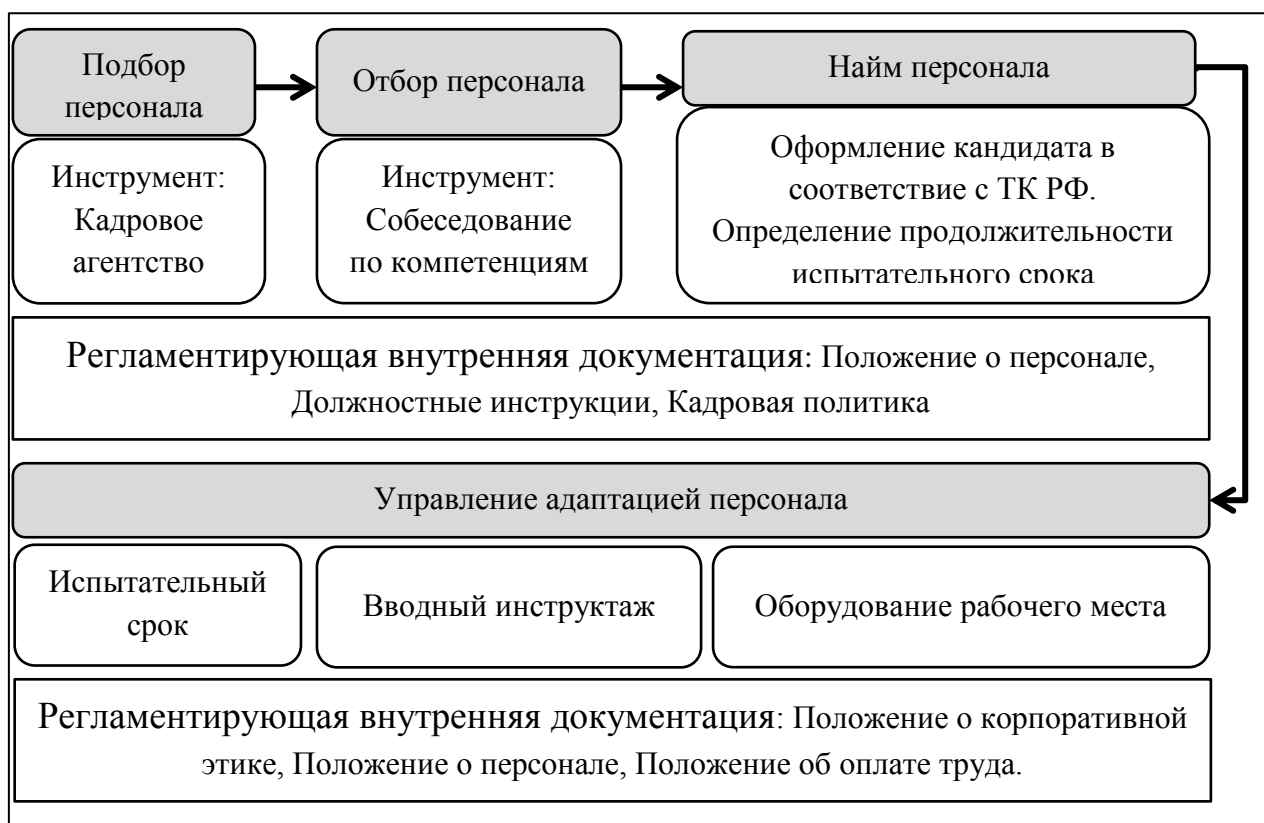 Подбор
персонала
Отбор персонала
Найм персонала
Инструмент:
Кадровое
агентство
Инструмент:
Собеседование
по компетенциям
Оформление кандидата в
соответствие с ТК РФ.
Определение продолжительности
испытательного срока
Регламентирующая внутренняя документация: Положение о персонале,
Должностные инструкции, Кадровая политика
Управление адаптацией персонала
Испытательный
срок
Вводный инструктаж
Оборудование рабочего места
Регламентирующая внутренняя документация: Положение о корпоративной
этике, Положение о персонале, Положение об оплате труда.